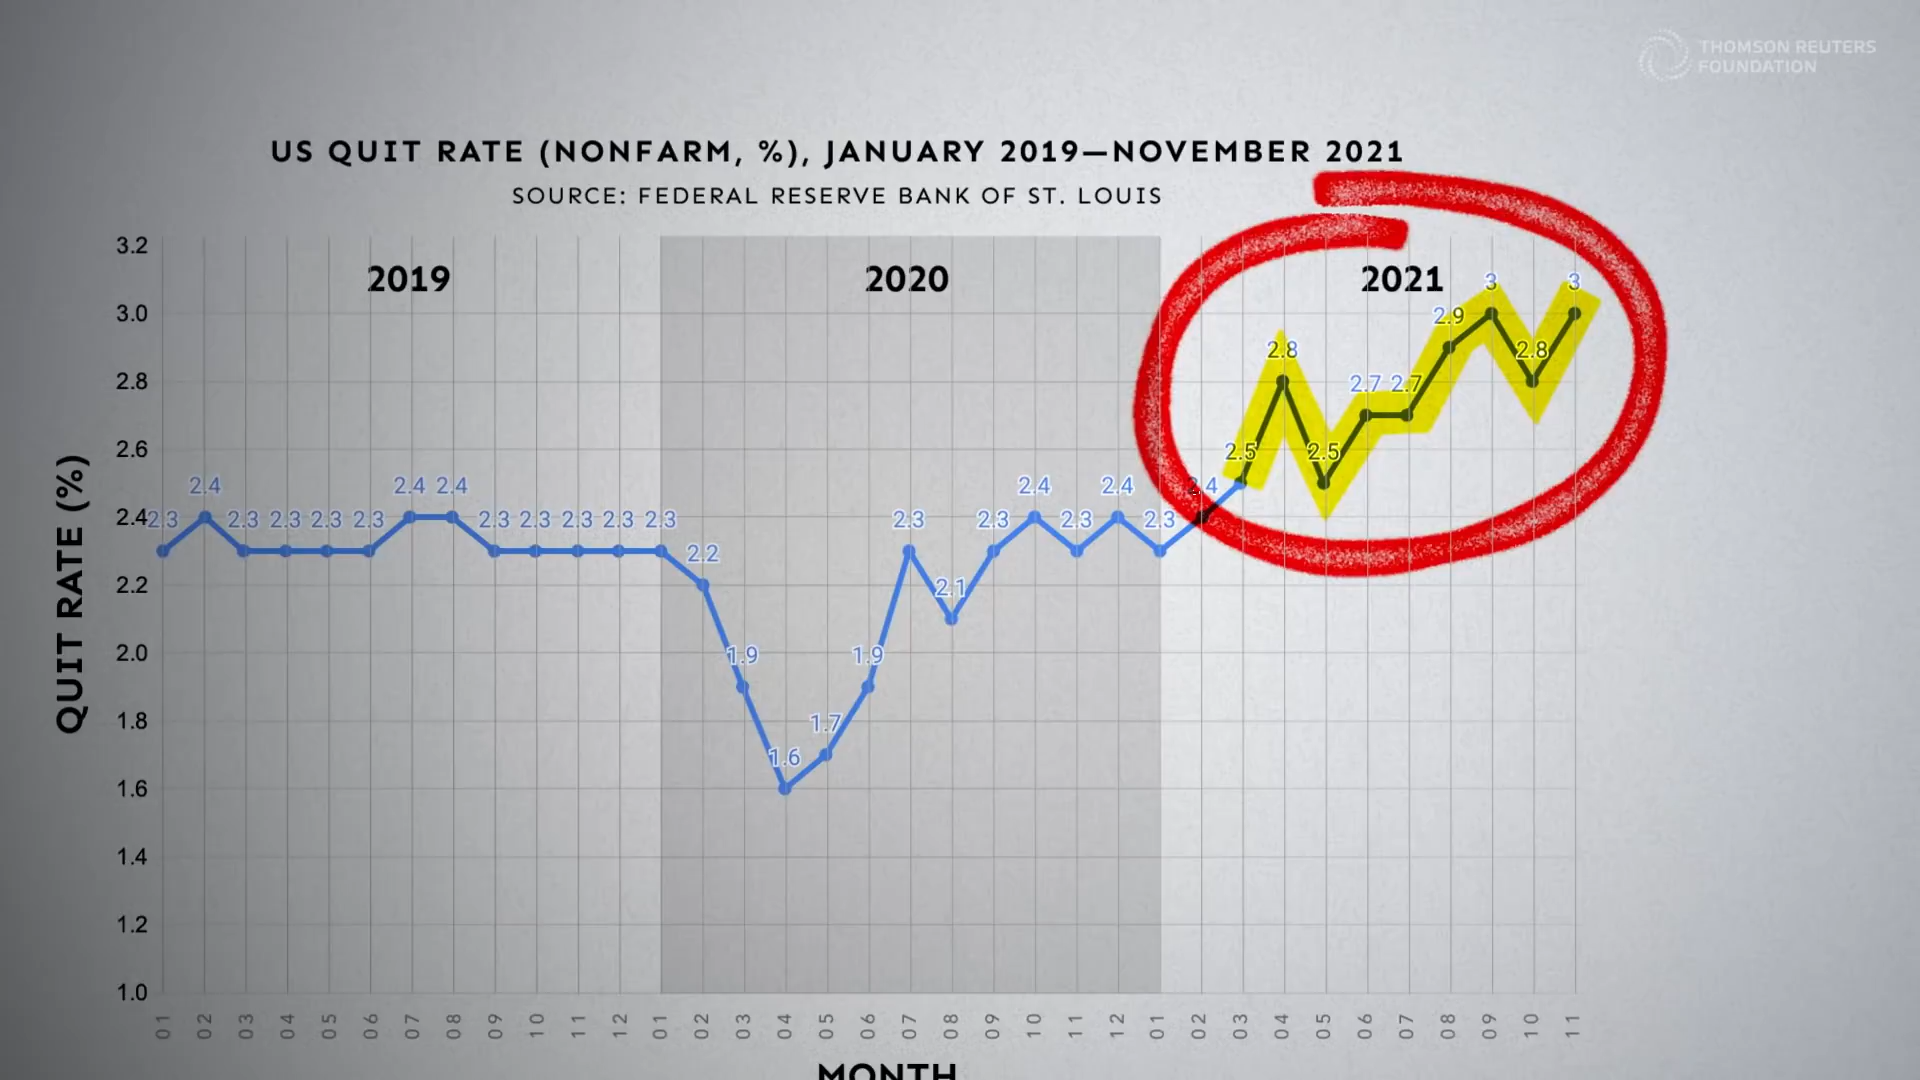 THOMSON REUTERS
FOUNDATION
US QUIT RATE (NONFARM, %), JANUARY 2019—NOVEMBER 2021
SOURCE: FEDERAL RESERVE BANK OF ST. LOUIS
QUIT RATE (%)
3.2
3.0
2.8
2.6
2.4
2.2
2.0
1.8
1.6
1.4
1.2
1.0
2019
2020
2021
2.3 2.4 2.3 2.3 2.3 2.3 2.4 2.4 2.3 2.3 2.3 2.3
2.3 2.2 1.9 1.6 1.7 1.9 2.3 2.1 2.3 2.4 2.3 2.4
2.3 2.4 2.5 2.8 2.5 2.7 2.7 2.9 3 2.8 3
01 02 03 04 05 06 07 08 09 10 11 12 01 02 03 04 05 06 07 08 09 10 11 12 01 02 03 04 05 06 07 08 09 10 11
MONTH